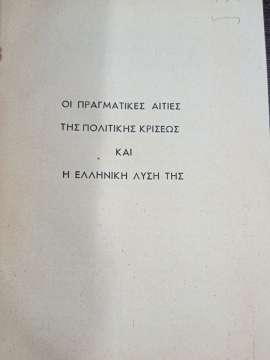 ΟΙ ΠΡΑΓΜΑΤΙΚΕΣ ΑΙΤΙΕΣ
ΤΗΣ ΠΟΛΙΤΙΚΗΣ ΚΡΙΣΕΩΣ
ΚΑΙ
Η ΕΛΛΗΝΙΚΗ ΛΥΣΗ ΤΗΣ